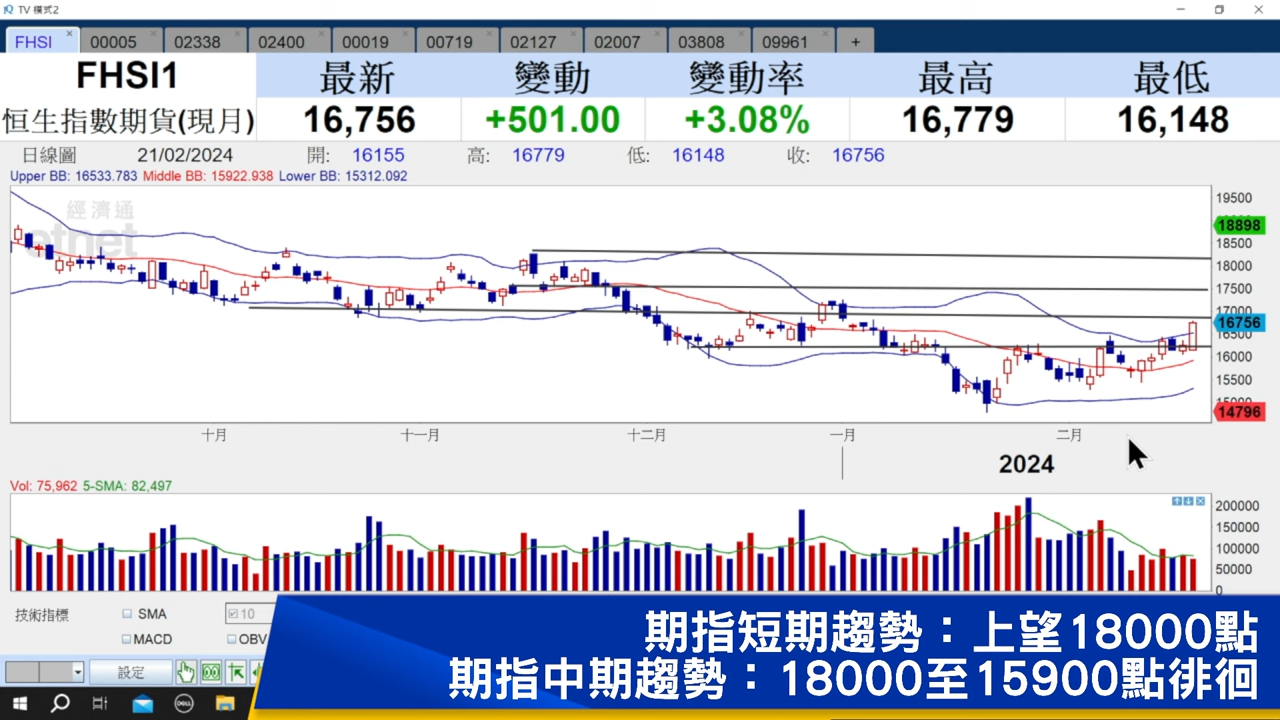 TV 模式2
FHSI 00005 02338 02400 00019 00719 02127 02007 03808 09961 +
FHSI1 最新 變動 變動率 最高 最低
恒生指數期貨(現月) 16,756 +501.00 +3.08% 16,779 16,148
日線圖 21/02/2024 開: 16155 高: 16779 低: 16148 收: 16756
Upper BB: 16533.783 Middle BB: 15922.938 Lower BB: 15312.092
經濟通
etnet
19500
18898
18500
18000
17500
17000
16756
16500
16000
15500
15000
14796
十月 十一月 十二月 一月 二月
2024
Vol: 75,962 5-SMA: 82,497
200000
150000
100000
50000
0
技術指標 SMA 10
MACD OBV
設定
期指短期趨勢：上望18000點
期指中期趨勢：18000至15900點徘徊
DELL